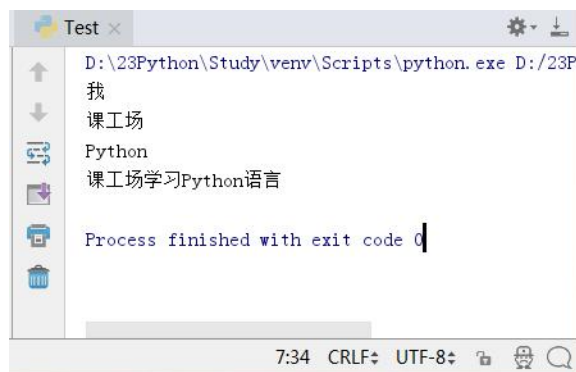 Test
D:\23Python\Study\venv\Scripts\python.exe D:/23P
我
课工场
Python
课工场学习Python语言
Process finished with exit code 0
7:34 CRLF UTF-8